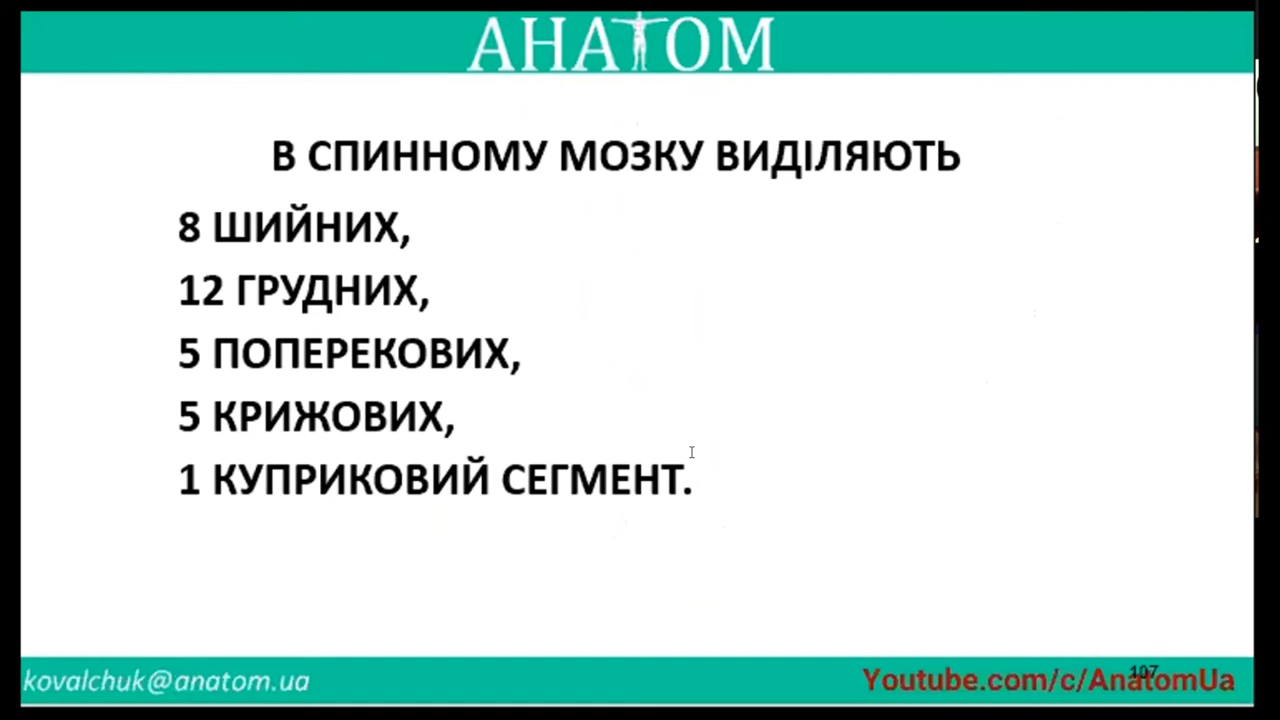 АНАТОМ
В СПИННОМУ МОЗКУ ВИДІЛЯЮТЬ
8 ШИЙНИХ,
12 ГРУДНИХ,
5 ПОПЕРЕКОВИХ,
5 КРИЖОВИХ,
1 КУПРИКОВИЙ СЕГМЕНТ.
kovalchuk@anatom.ua
Youtube.com/c/AnatomUa
107